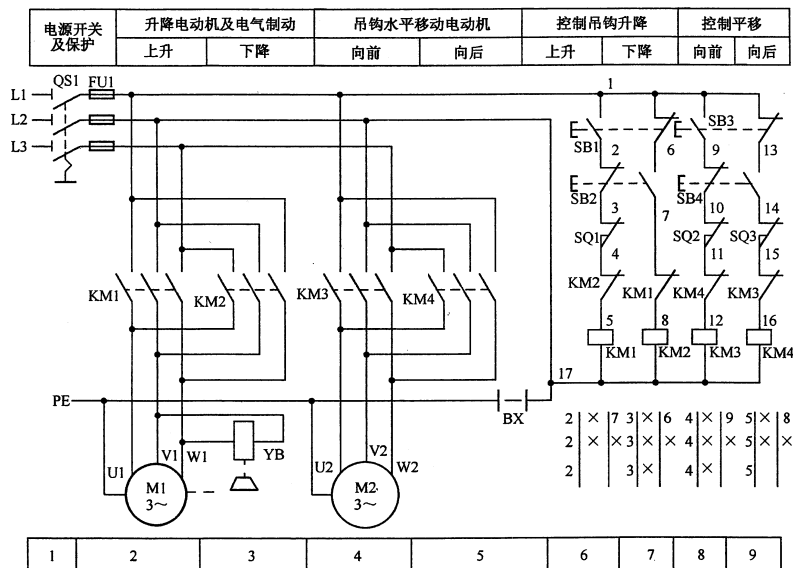 电源开关及保护 升降电动机及电气制动 吊钩水平移动电动机 控制吊钩升降 控制平移
上升 下降 向前 向后 上升 下降 向前 向后
QS1 FU1
L1 1
L2
L3
SB1 2 6 SB3 9 13
SB2 3 7 SB4 10 14
SQ1 4 SQ2 11 SQ3 15
KM1 KM2 KM3 KM4 KM2 KM1 KM4 KM3
5 8 12 16
KM1 KM2 KM3 KM4
17
PE BX
2 × 7 3 × 6 4 × 9 5 × 8
2 × × 3 × × 4 × × 5 × ×
2 3 × 4 × 5
U1 V1 W1 YB U2 V2 W2
M1 3～ M2 3～
1 2 3 4 5 6 7 8 9